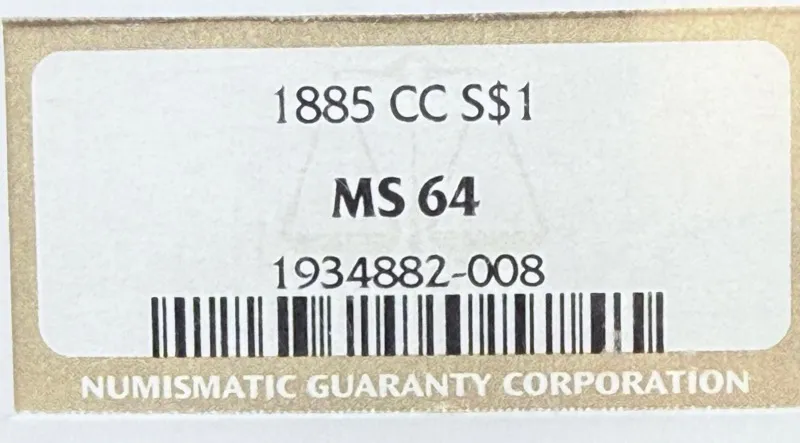 1885 CC S$1
MS 64
1934882-008
NUMISMATIC GUARANTY CORPORATION